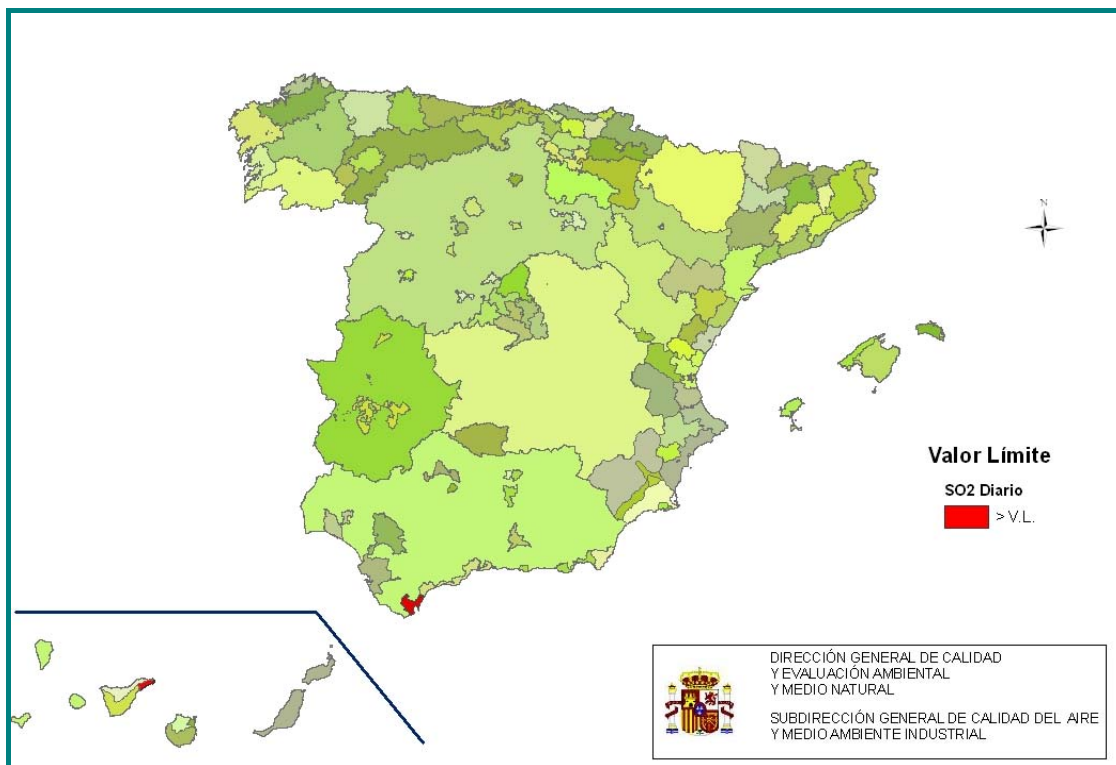 N
Valor Límite
SO2 Diario
> V.L.
DIRECCIÓN GENERAL DE CALIDAD
Y EVALUACIÓN AMBIENTAL
Y MEDIO NATURAL
SUBDIRECCIÓN GENERAL DE CALIDAD DEL AIRE
Y MEDIO AMBIENTE INDUSTRIAL